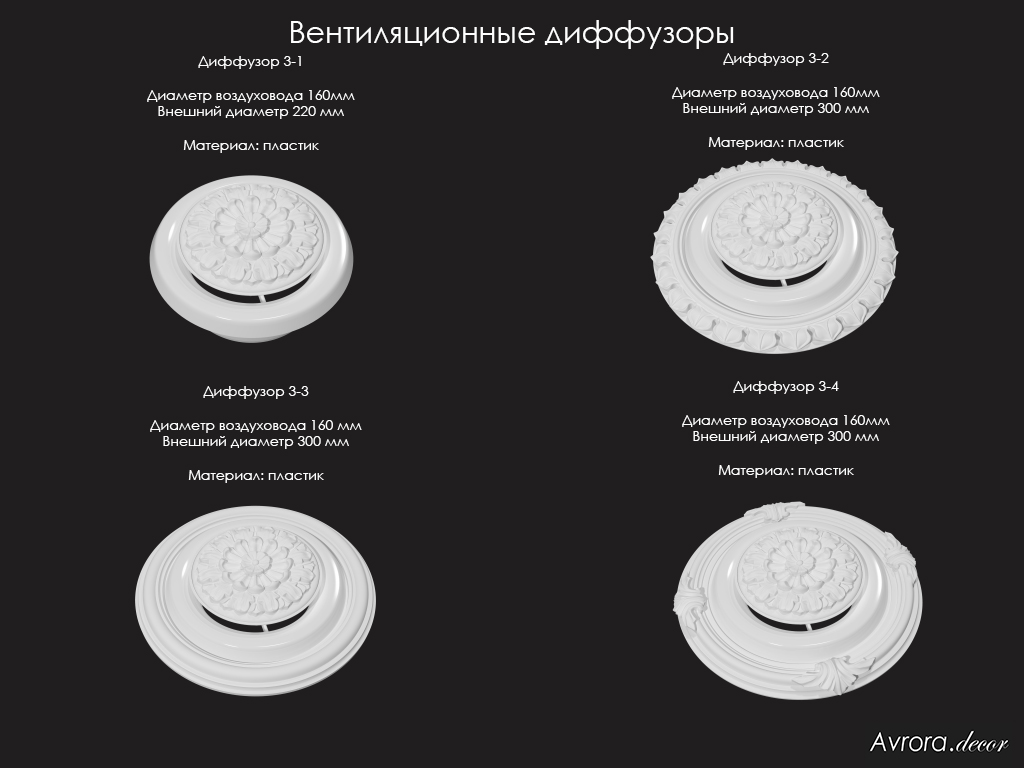 Вентиляционные диффузоры
Диффузор 3-1
Диаметр воздуховода 160мм
Внешний диаметр 220 мм
Материал: пластик
Диффузор 3-2
Диаметр воздуховода 160мм
Внешний диаметр 300 мм
Материал: пластик
Диффузор 3-3
Диаметр воздуховода 160 мм
Внешний диаметр 300 мм
Материал: пластик
Диффузор 3-4
Диаметр воздуховода 160мм
Внешний диаметр 300 мм
Материал: пластик
Avrora.decor